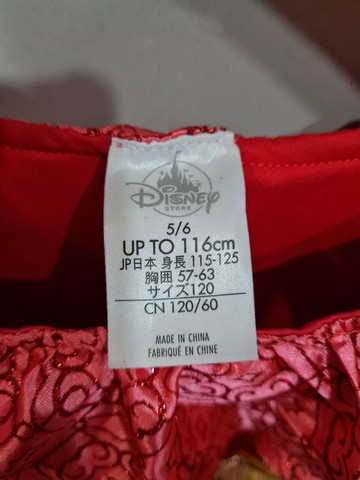 Disney
STORE
5/6
UP TO 116cm
JP日本 身長 115-125
胸囲 57-63
サイズ120
CN 120/60
MADE IN CHINA
FABRIQUÉ EN CHINE